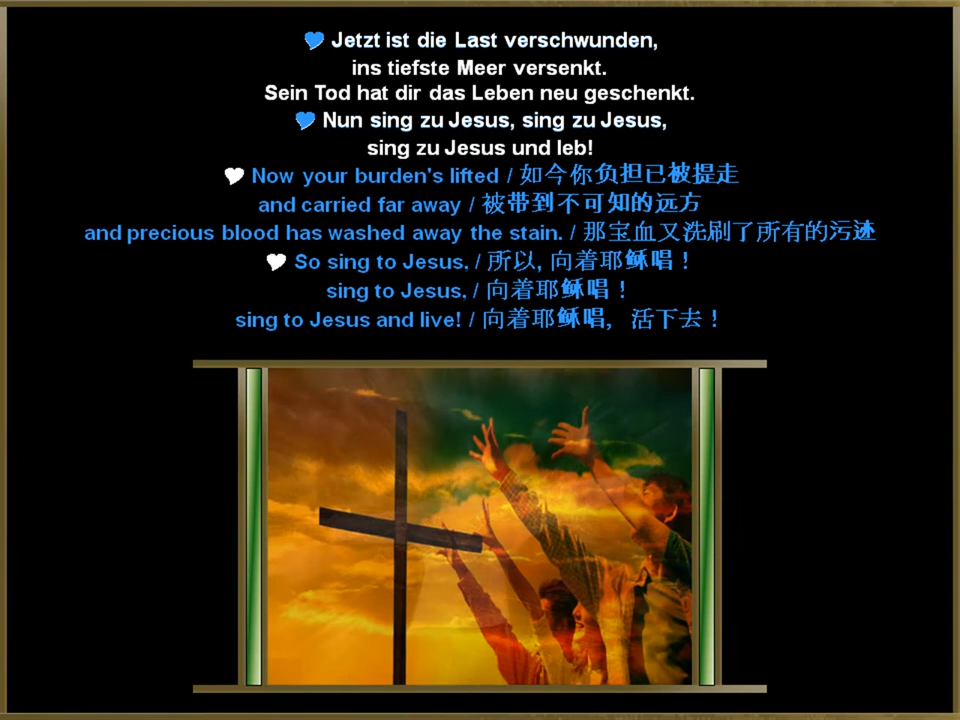 Jetzt ist die Last verschwunden,
ins tiefste Meer versenkt.
Sein Tod hat dir das Leben neu geschenkt.
Nun sing zu Jesus, sing zu Jesus,
sing zu Jesus und leb!
Now your burden's lifted / 如今你负担已被提走
and carried far away / 被带到不可知的远方
and precious blood has washed away the stain. / 那宝血又洗刷了所有的污迹
So sing to Jesus, / 所以, 向着耶稣唱！
sing to Jesus, / 向着耶稣唱！
sing to Jesus and live! / 向着耶稣唱，活下去！